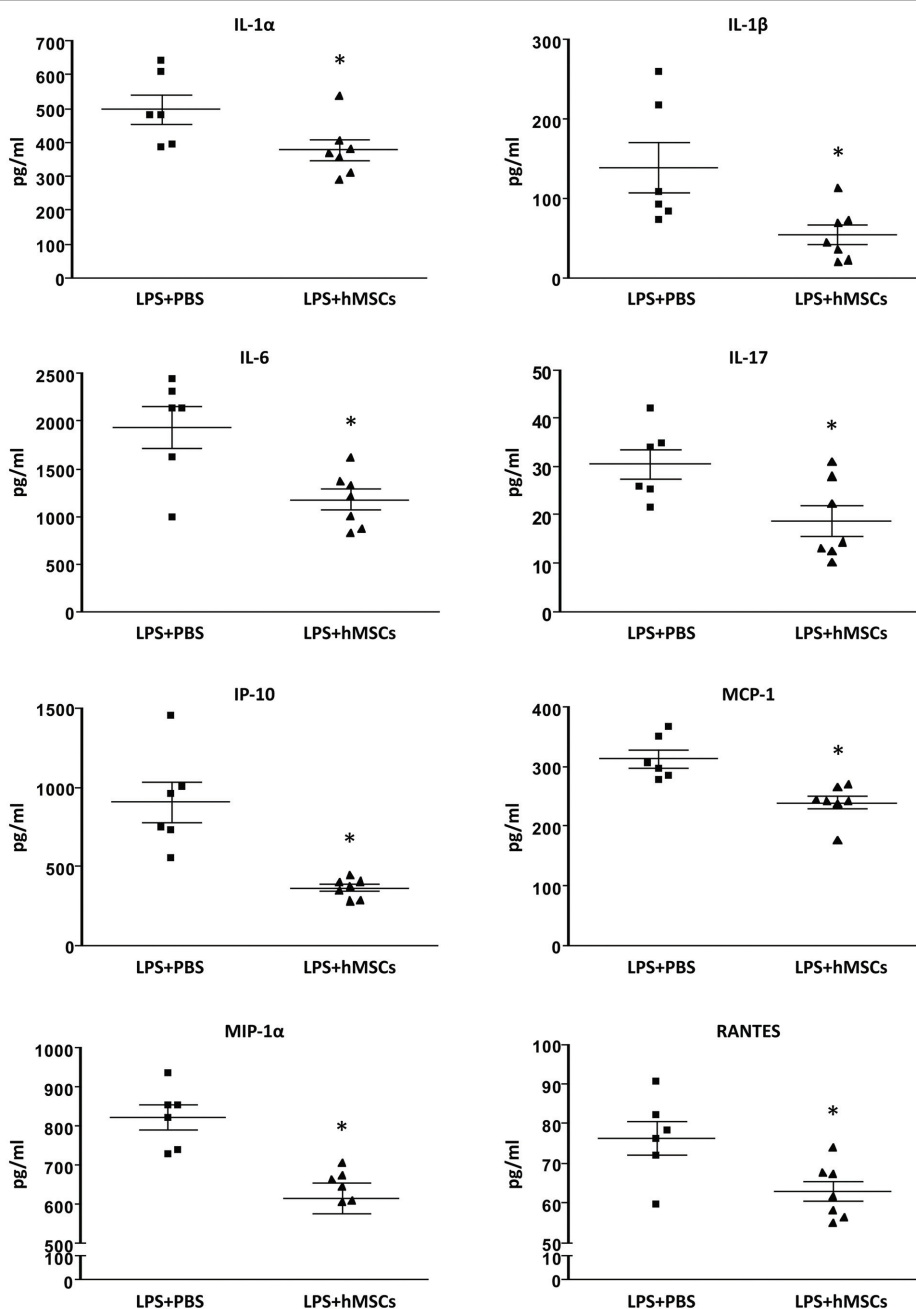 IL-1α
700
600
500
400
300
200
100
0
pg/ml
*
LPS+PBS
LPS+hMSCs
IL-1β
300
200
100
0
pg/ml
*
LPS+PBS
LPS+hMSCs
IL-6
2500
2000
1500
1000
500
0
pg/ml
*
LPS+PBS
LPS+hMSCs
IL-17
50
40
30
20
10
0
pg/ml
*
LPS+PBS
LPS+hMSCs
IP-10
1500
1000
500
0
pg/ml
*
LPS+PBS
LPS+hMSCs
MCP-1
400
300
200
100
0
pg/ml
*
LPS+PBS
LPS+hMSCs
MIP-1α
1000
900
800
700
600
500
100
0
pg/ml
*
LPS+PBS
LPS+hMSCs
RANTES
100
90
80
70
60
50
10
0
pg/ml
*
LPS+PBS
LPS+hMSCs